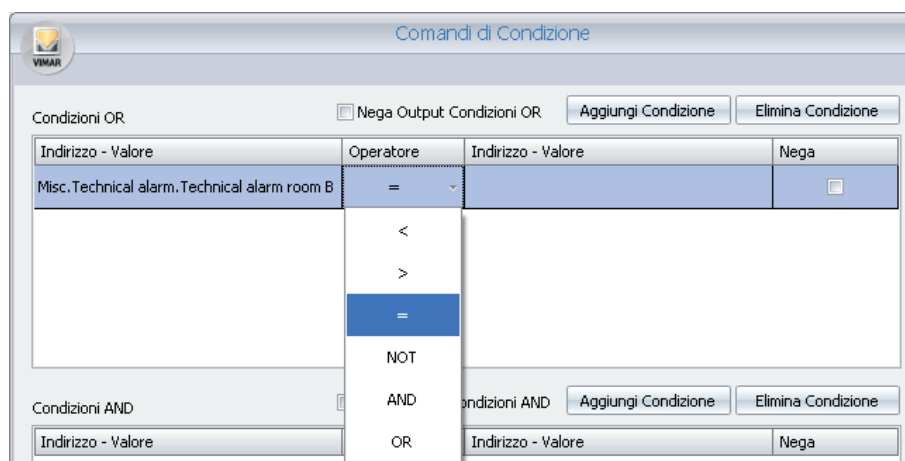 Comandi di Condizione
VIMAR
Condizioni OR Nega Output Condizioni OR Aggiungi Condizione Elimina Condizione
Indirizzo - Valore Operatore Indirizzo - Valore Nega
Misc.Technical alarm.Technical alarm room B =
<
>
=
NOT
AND
OR
Condizioni AND ondizioni AND Aggiungi Condizione Elimina Condizione
Indirizzo - Valore Indirizzo - Valore Nega